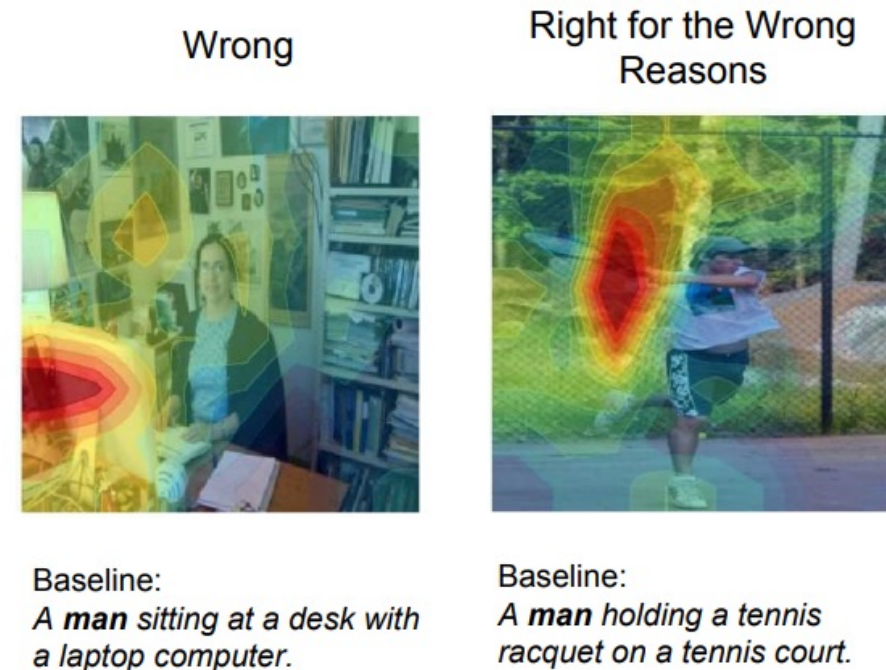 Wrong
Right for the Wrong
Reasons
Baseline:
A man sitting at a desk with
a laptop computer.
Baseline:
A man holding a tennis
racquet on a tennis court.